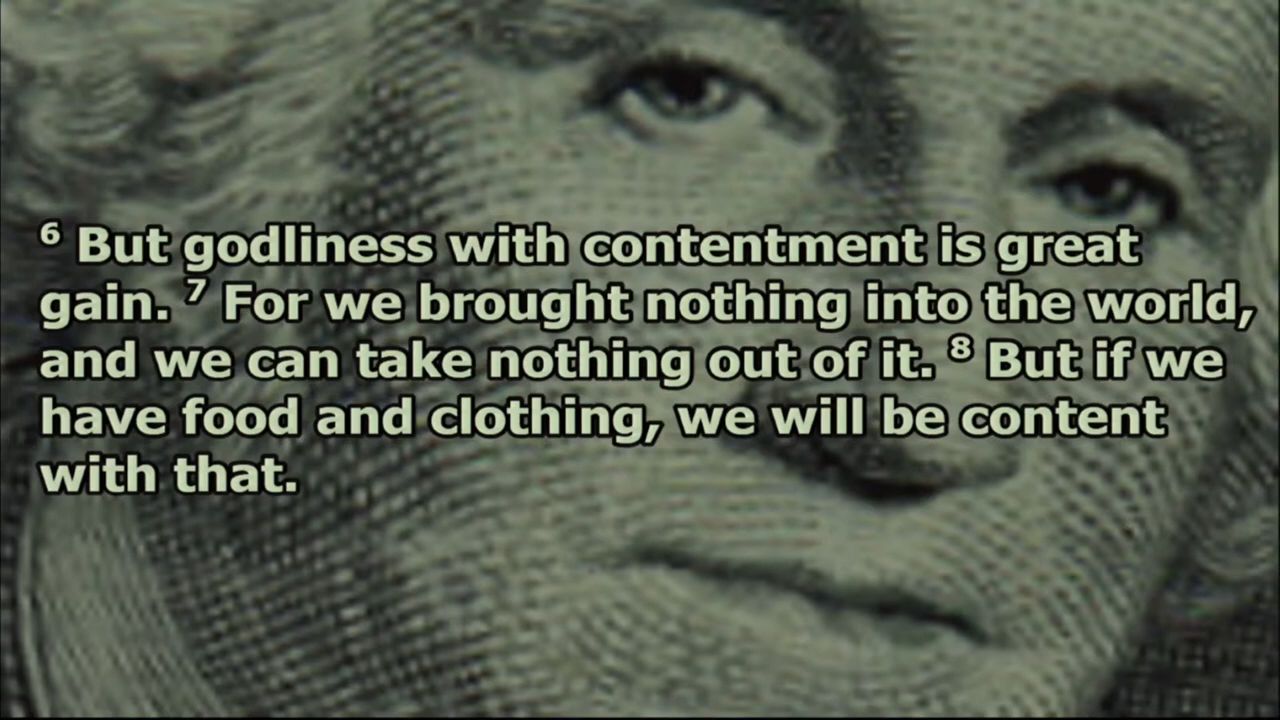 ⁶ But godliness with contentment is great
gain. ⁷ For we brought nothing into the world,
and we can take nothing out of it. ⁸ But if we
have food and clothing, we will be content
with that.